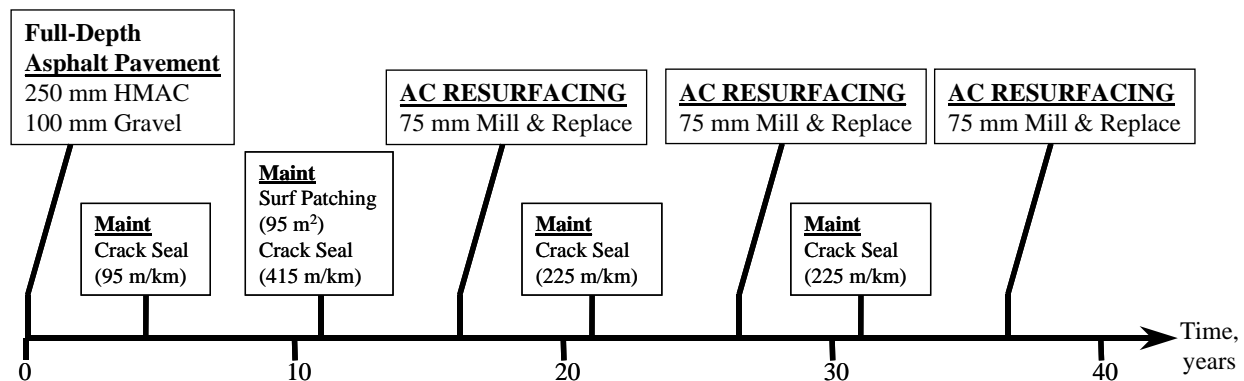 Full-Depth
Asphalt Pavement
250 mm HMAC
100 mm Gravel
Maint
Crack Seal
(95 m/km)
Maint
Surf Patching
(95 m²)
Crack Seal
(415 m/km)
AC RESURFACING
75 mm Mill & Replace
Maint
Crack Seal
(225 m/km)
AC RESURFACING
75 mm Mill & Replace
Maint
Crack Seal
(225 m/km)
AC RESURFACING
75 mm Mill & Replace
0
10
20
30
40
Time,
years